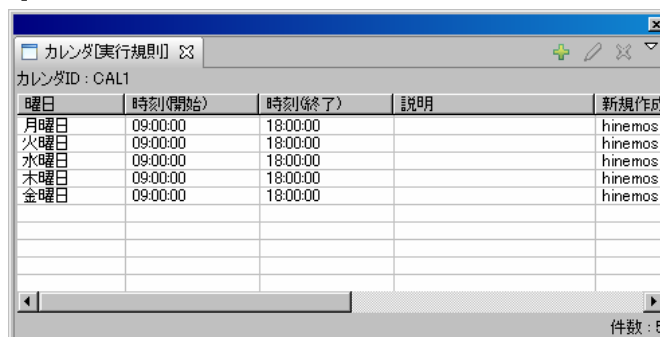 カレンダ[実行規則]
カレンダID : CAL1
曜日 時刻(開始) 時刻(終了) 説明 新規作成
月曜日 09:00:00 18:00:00 hinemos
火曜日 09:00:00 18:00:00 hinemos
水曜日 09:00:00 18:00:00 hinemos
木曜日 09:00:00 18:00:00 hinemos
金曜日 09:00:00 18:00:00 hinemos
件数 : 5